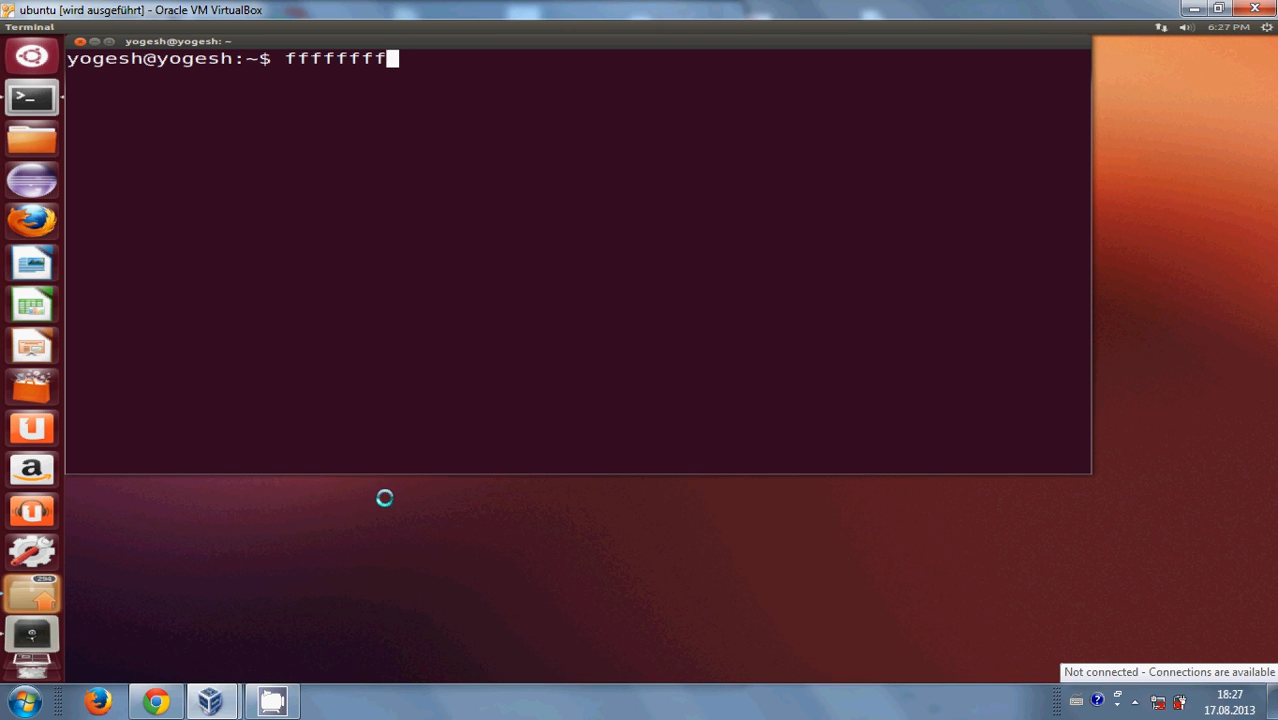 ubuntu [wird ausgeführt] - Oracle VM VirtualBox
Terminal
6:27 PM
yogesh@yogesh: ~
yogesh@yogesh:~$ ffffffff
>_
U
a
U
294
Not connected - Connections are available
18:27
17.08.2013